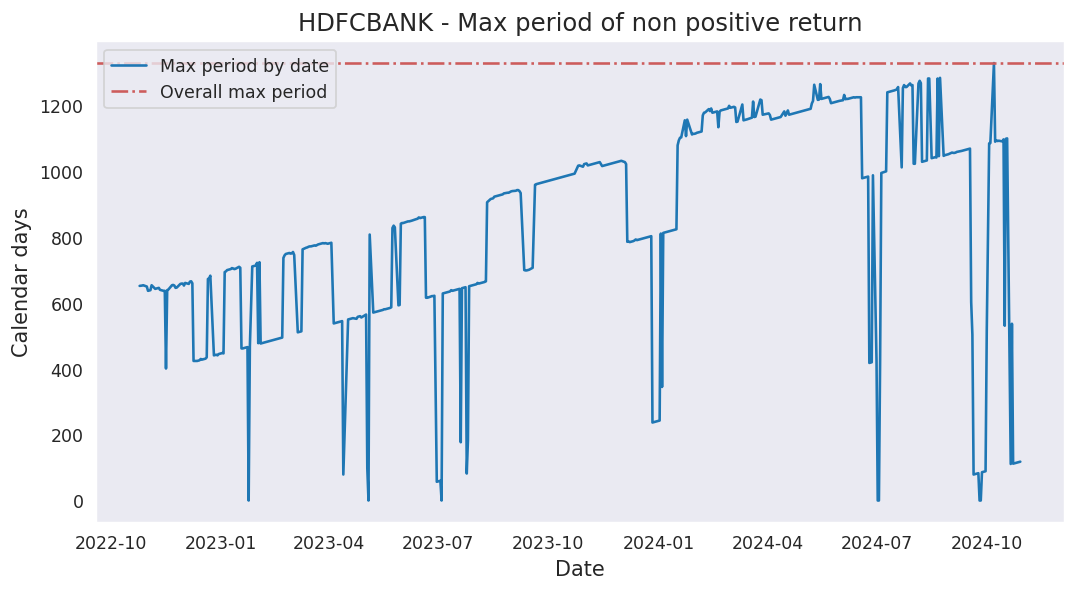 HDFCBANK - Max period of non positive return
Max period by date
Overall max period
Calendar days
1200
1000
800
600
400
200
0
2022-10 2023-01 2023-04 2023-07 2023-10 2024-01 2024-04 2024-07 2024-10
Date